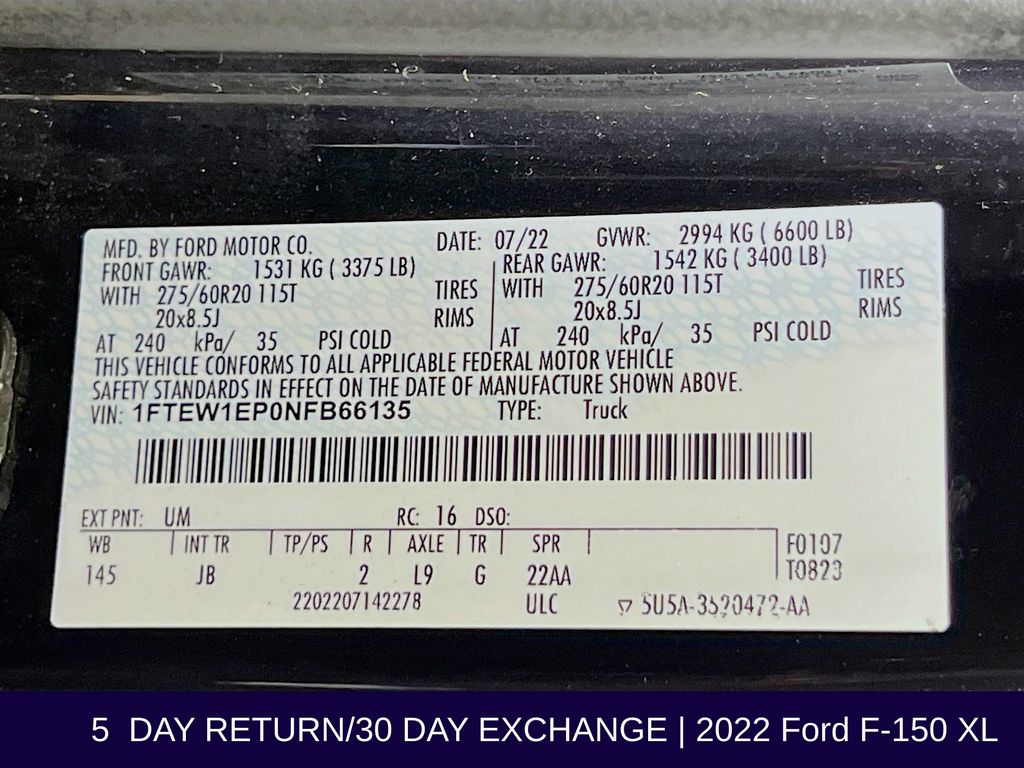 MFD. BY FORD MOTOR CO. DATE: 07/22 GVWR: 2994 KG ( 6600 LB)
FRONT GAWR: 1531 KG ( 3375 LB) REAR GAWR: 1542 KG ( 3400 LB)
WITH 275/60R20 115T TIRES WITH 275/60R20 115T TIRES
20x8.5J RIMS 20x8.5J RIMS
AT 240 kPa/ 35 PSI COLD AT 240 kPa/ 35 PSI COLD
THIS VEHICLE CONFORMS TO ALL APPLICABLE FEDERAL MOTOR VEHICLE
SAFETY STANDARDS IN EFFECT ON THE DATE OF MANUFACTURE SHOWN ABOVE.
VIN: 1FTEW1EP0NFB66135 TYPE: Truck
EXT PNT: UM RC: 16 DSO:
WB | INT TR | TP/PS | R | AXLE | TR | SPR | F0107
145 JB 2 L9 G 22AA T0823
2202207142278 ULC ▽ 5U5A-3520472-AA
5 DAY RETURN/30 DAY EXCHANGE | 2022 Ford F-150 XL